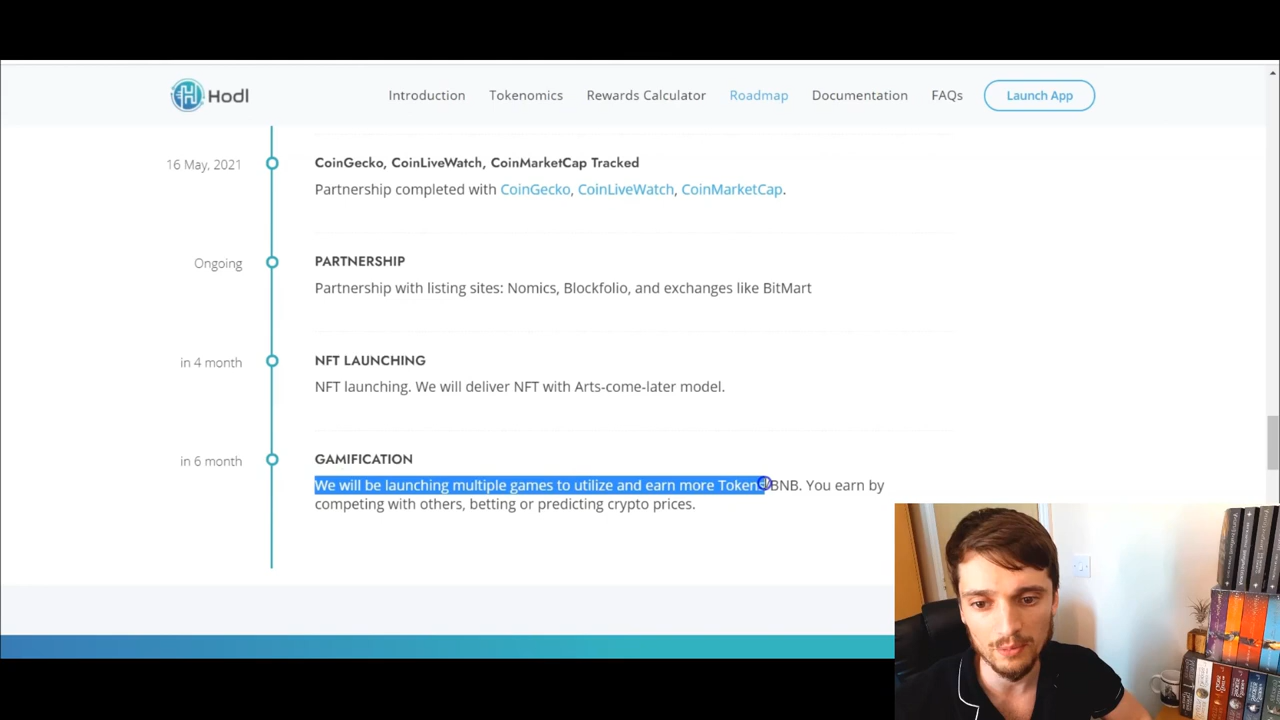 Hodl
Introduction Tokenomics Rewards Calculator Roadmap Documentation FAQs Launch App
16 May, 2021
CoinGecko, CoinLiveWatch, CoinMarketCap Tracked
Partnership completed with CoinGecko, CoinLiveWatch, CoinMarketCap.
Ongoing
PARTNERSHIP
Partnership with listing sites: Nomics, Blockfolio, and exchanges like BitMart
in 4 month
NFT LAUNCHING
NFT launching. We will deliver NFT with Arts-come-later model.
in 6 month
GAMIFICATION
We will be launching multiple games to utilize and earn more Token. BNB. You earn by
competing with others, betting or predicting crypto prices.